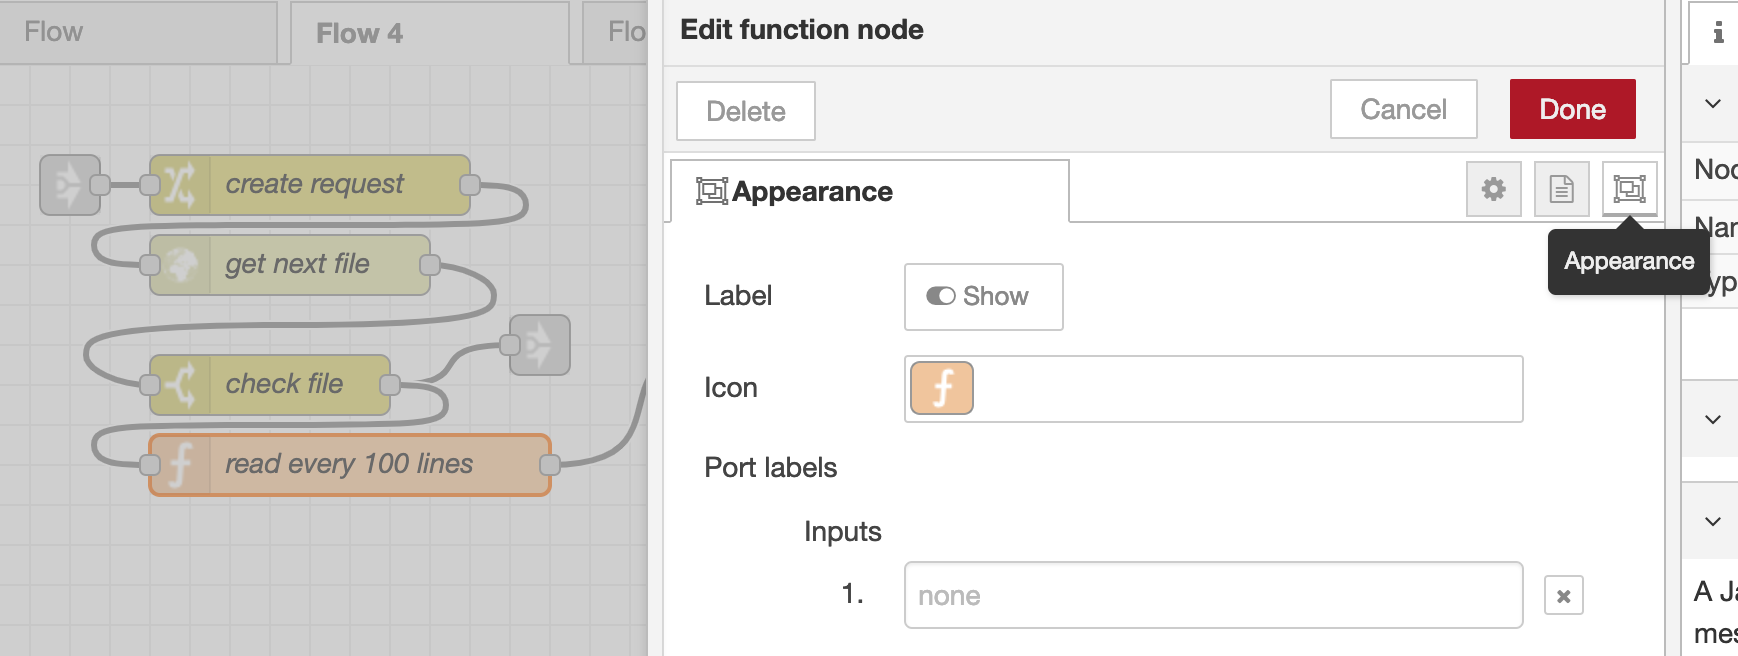 Flow
Flow 4
Flo
Edit function node
Delete
Cancel
Done
Appearance
Appearance
Label
Show
Icon
Port labels
Inputs
1.
none
create request
get next file
check file
read every 100 lines
i
Noc
Nar
yp
A Ja
mes